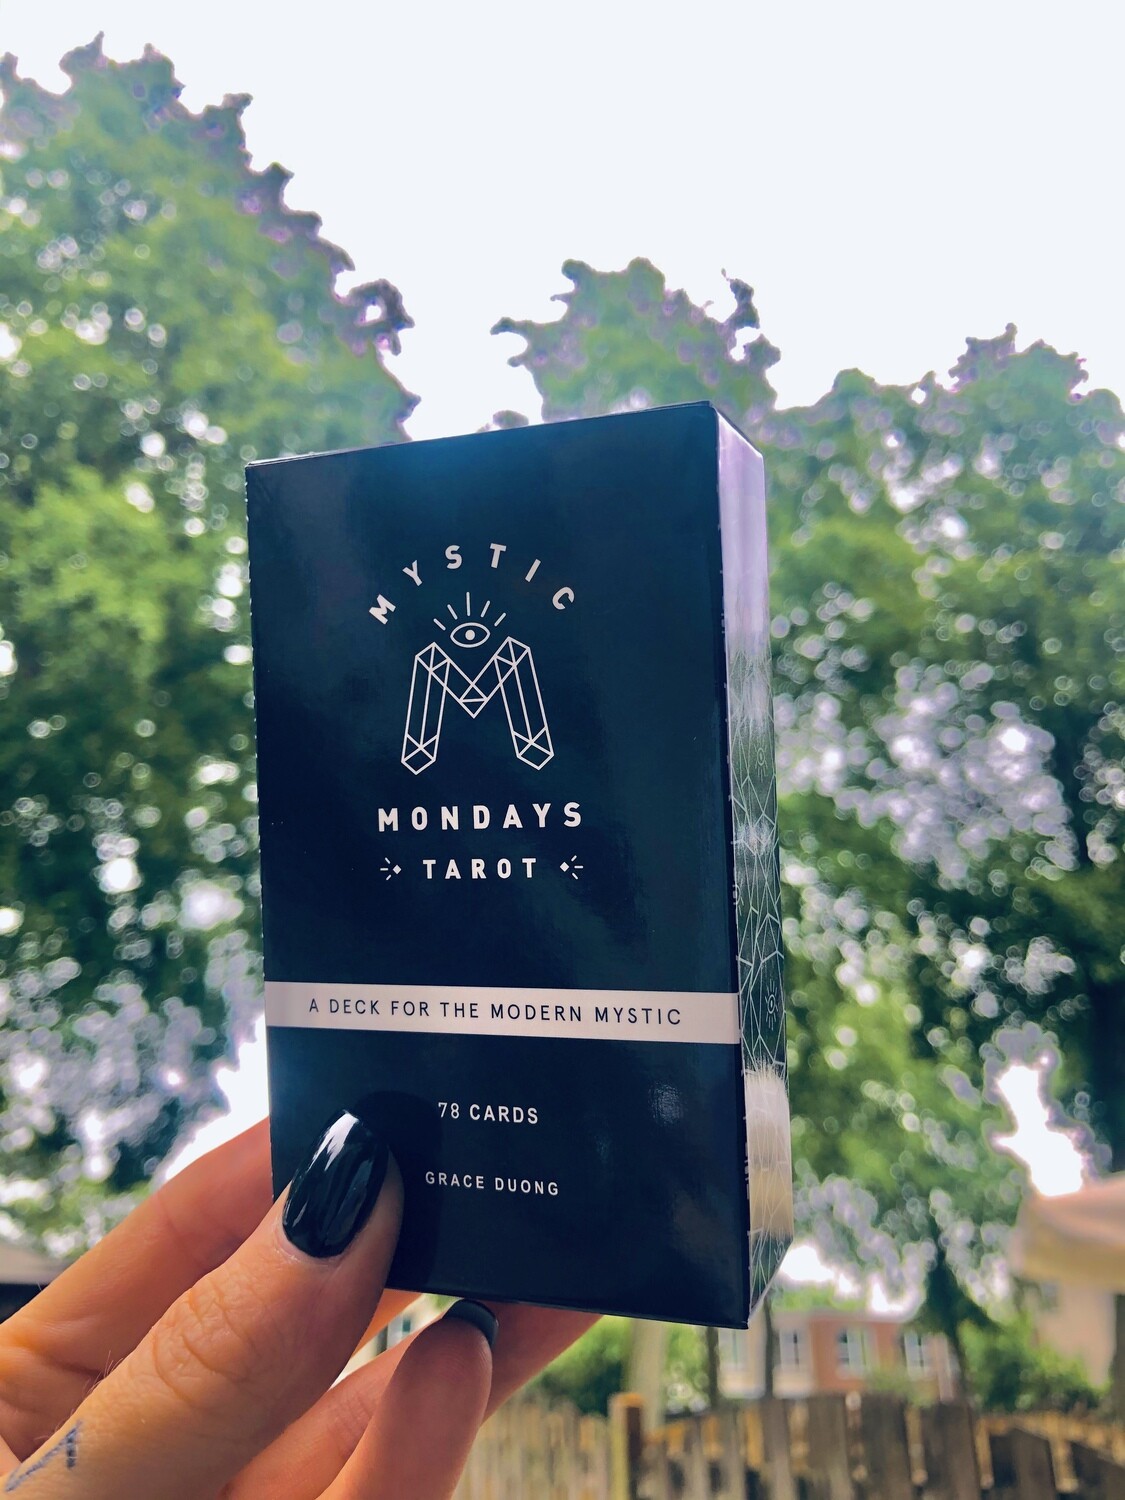 MYSTIC
MONDAYS
TAROT
A DECK FOR THE MODERN MYSTIC
78 CARDS
GRACE DUONG